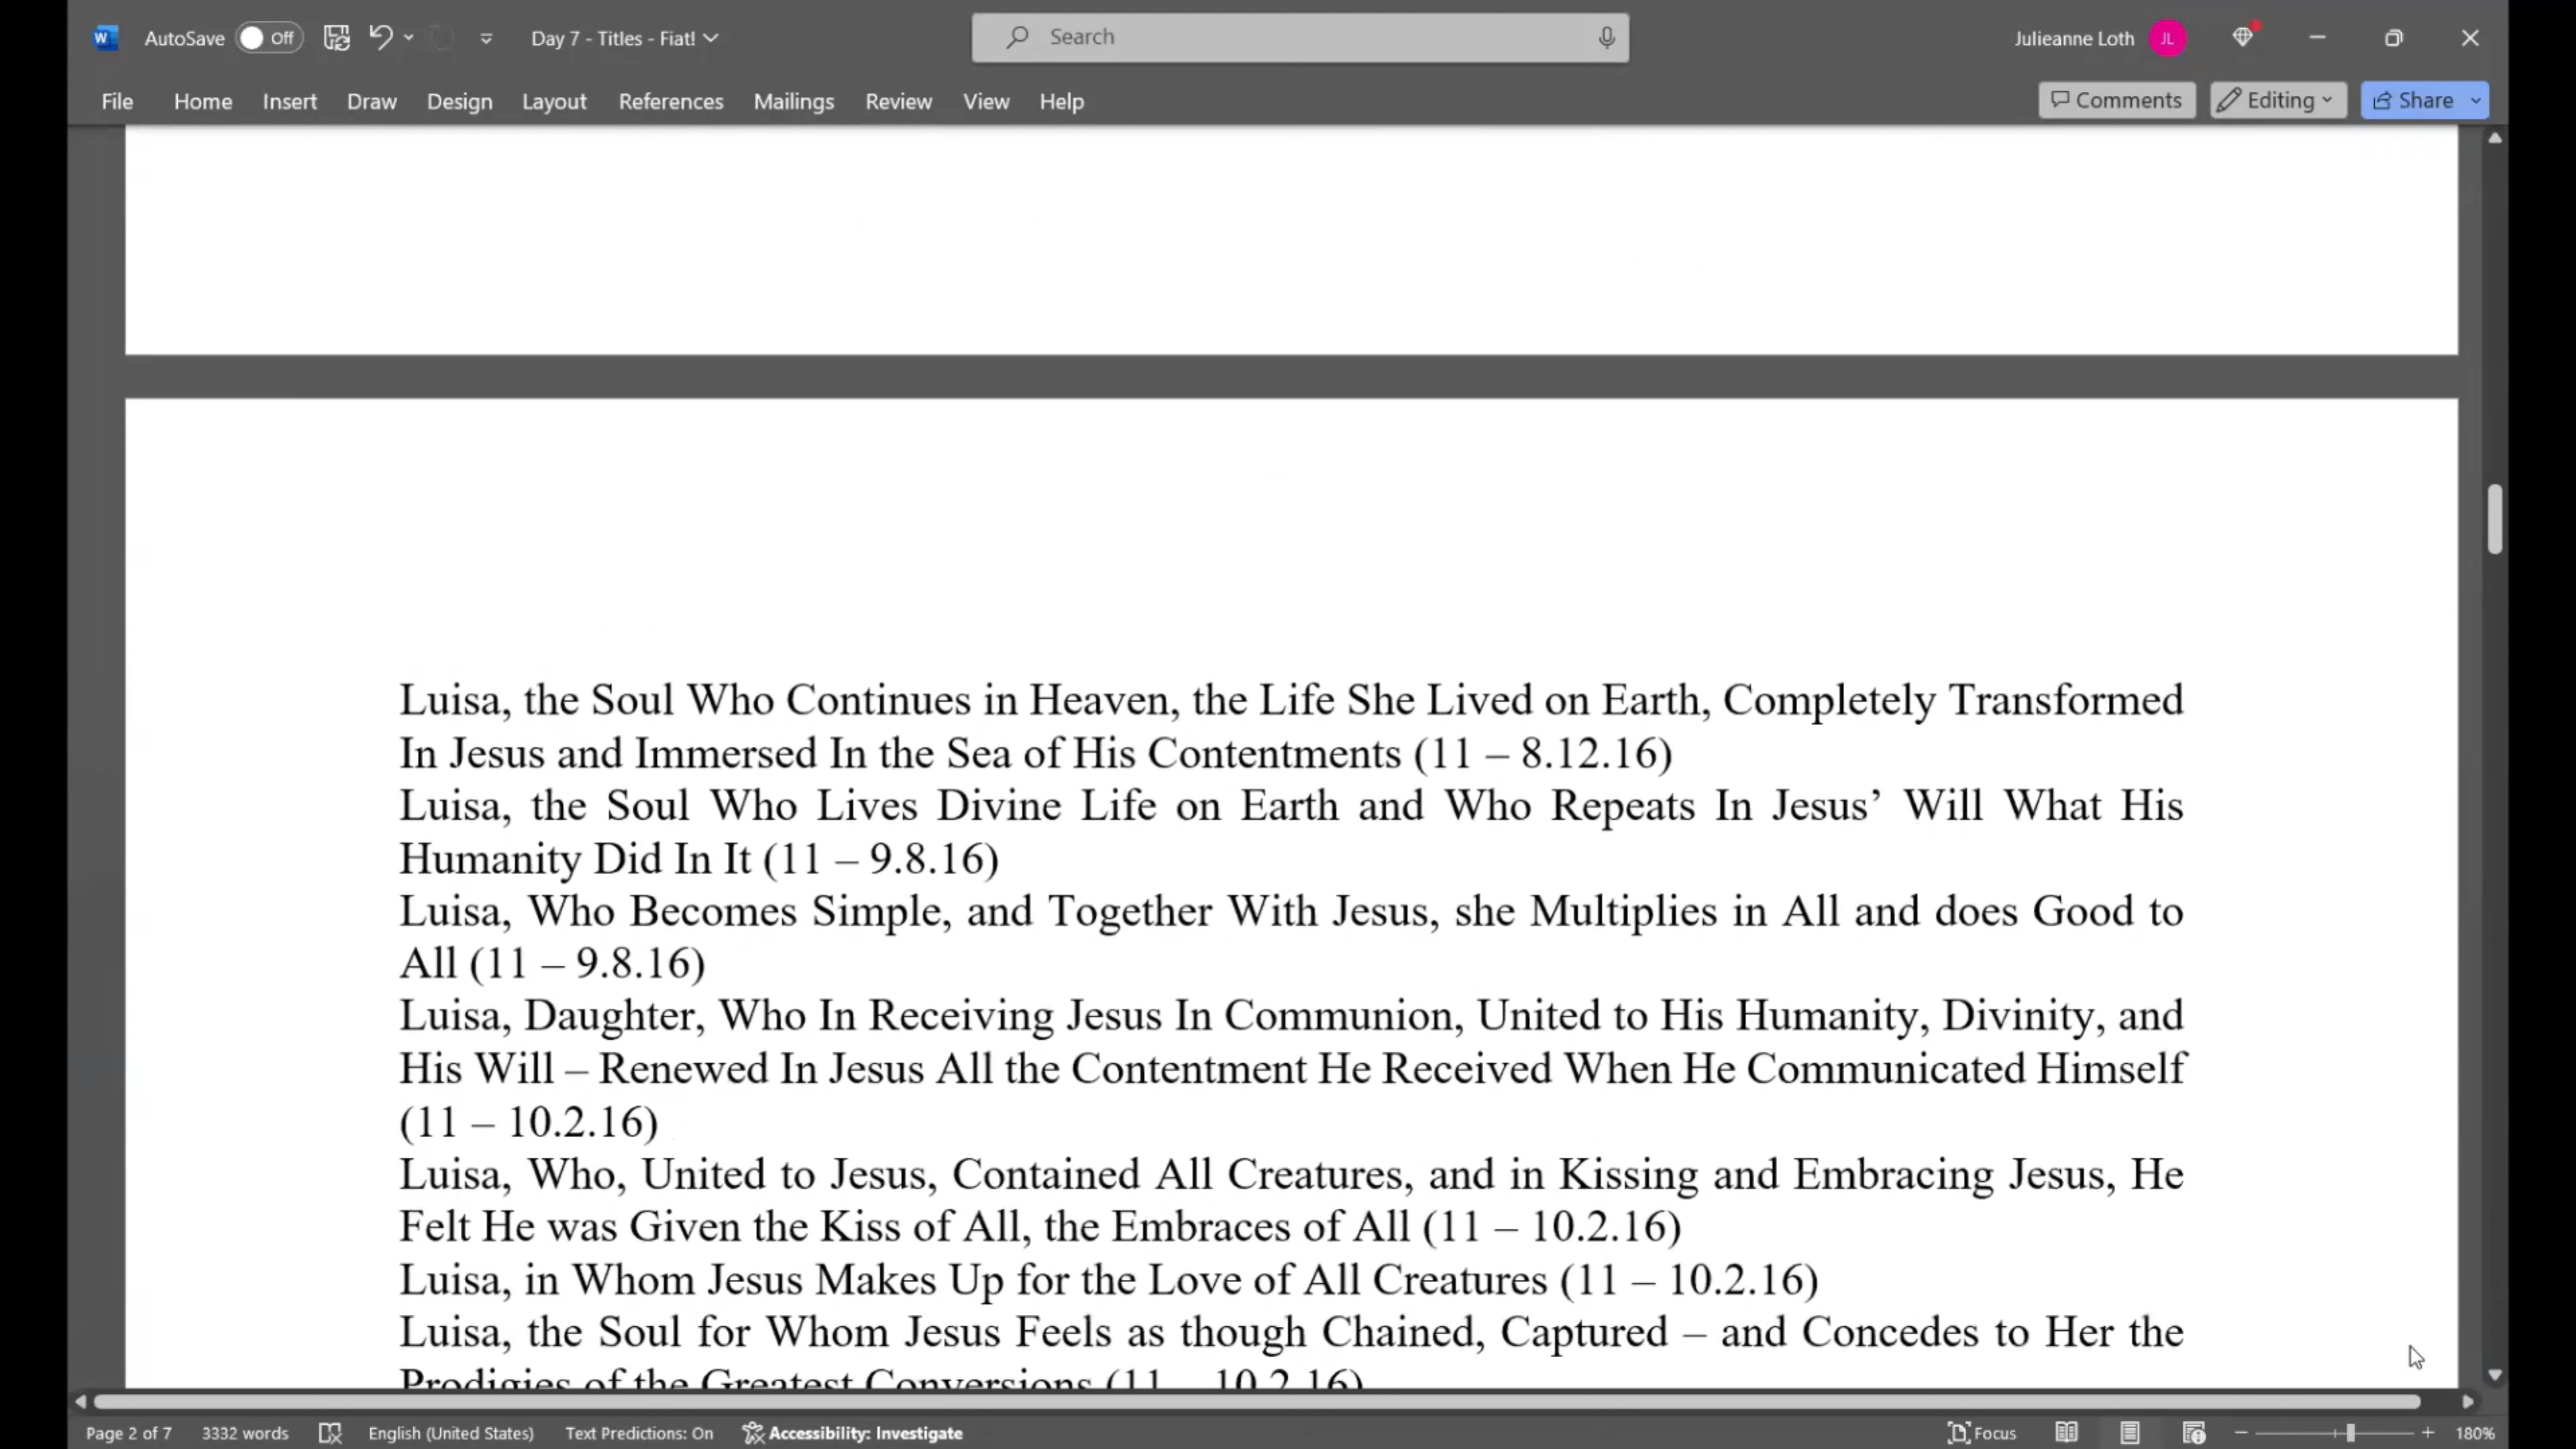 W AutoSave Off Day 7 - Titles - Fiat! Search Julieanne Loth JL
File Home Insert Draw Design Layout References Mailings Review View Help Comments Editing Share
Luisa, the Soul Who Continues in Heaven, the Life She Lived on Earth, Completely Transformed
In Jesus and Immersed In the Sea of His Contentments (11 – 8.12.16)
Luisa, the Soul Who Lives Divine Life on Earth and Who Repeats In Jesus’ Will What His
Humanity Did In It (11 – 9.8.16)
Luisa, Who Becomes Simple, and Together With Jesus, she Multiplies in All and does Good to
All (11 – 9.8.16)
Luisa, Daughter, Who In Receiving Jesus In Communion, United to His Humanity, Divinity, and
His Will – Renewed In Jesus All the Contentment He Received When He Communicated Himself
(11 – 10.2.16)
Luisa, Who, United to Jesus, Contained All Creatures, and in Kissing and Embracing Jesus, He
Felt He was Given the Kiss of All, the Embraces of All (11 – 10.2.16)
Luisa, in Whom Jesus Makes Up for the Love of All Creatures (11 – 10.2.16)
Luisa, the Soul for Whom Jesus Feels as though Chained, Captured – and Concedes to Her the
Prodigies of the Greatest Conversions (11 – 10.2.16)
Page 2 of 7 3332 words English (United States) Text Predictions: On Accessibility: Investigate Focus 180%